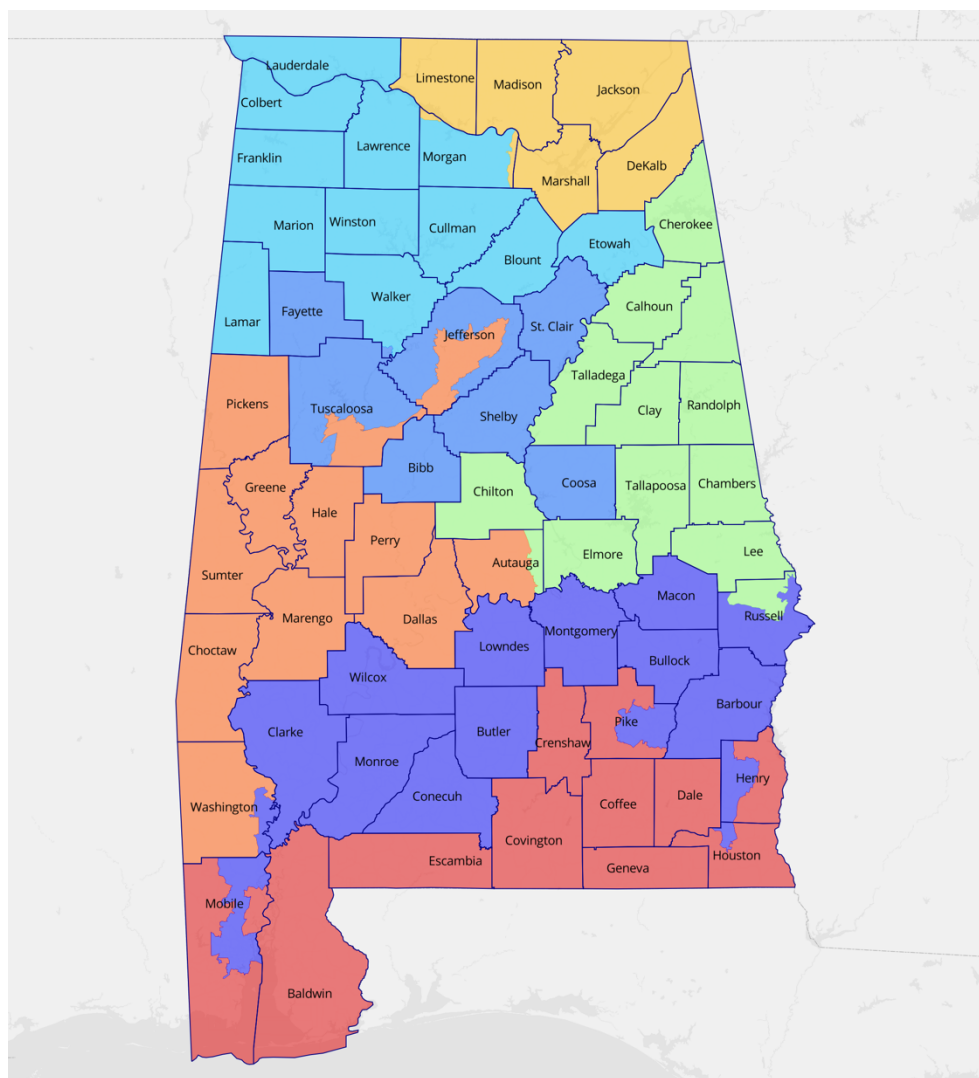 Lauderdale
Limestone
Madison
Jackson
Colbert
Lawrence
Franklin
Morgan
DeKalb
Marshall
Cherokee
Marion
Winston
Cullman
Etowah
Blount
Walker
Calhoun
Fayette
Lamar
St. Clair
Jefferson
Talladega
Pickens
Tuscaloosa
Shelby
Clay
Randolph
Bibb
Greene
Chilton
Coosa
Tallapoosa
Chambers
Hale
Perry
Autauga
Elmore
Lee
Sumter
Macon
Marengo
Dallas
Russell
Choctaw
Lowndes
Montgomery
Bullock
Wilcox
Barbour
Clarke
Butler
Pike
Crenshaw
Monroe
Henry
Conecuh
Dale
Washington
Coffee
Covington
Houston
Escambia
Geneva
Mobile
Baldwin